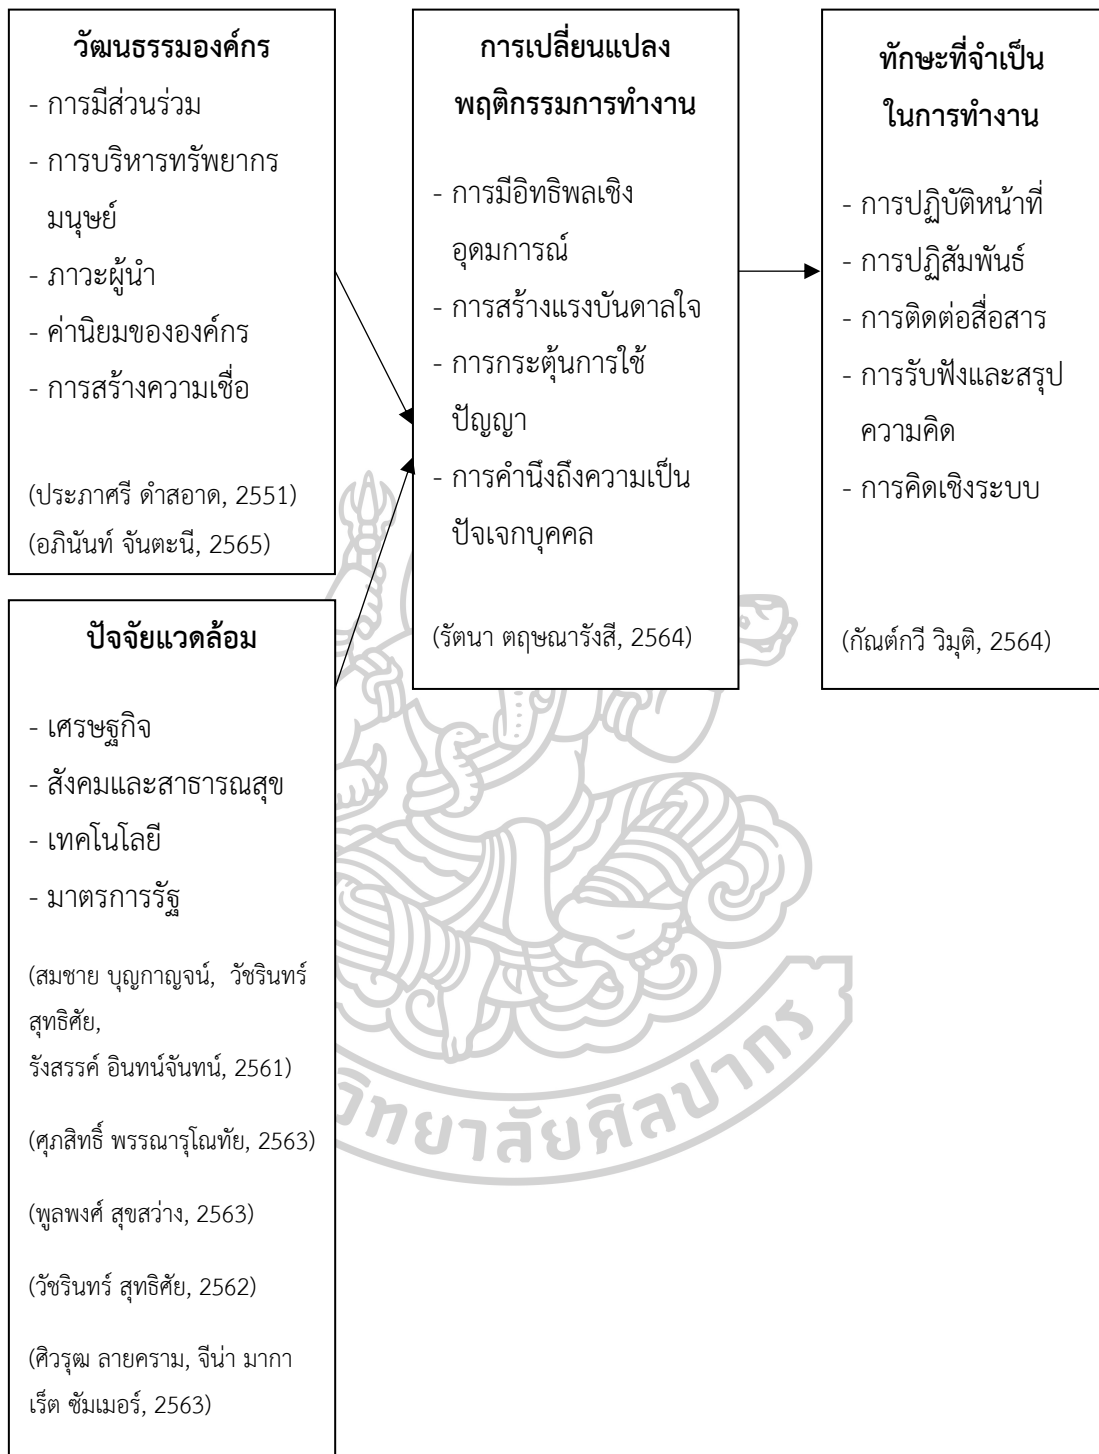 วัฒนธรรมองค์กร
- การมีส่วนร่วม
- การบริหารทรัพยากร
มนุษย์
- ภาวะผู้นำ
- ค่านิยมขององค์กร
- การสร้างความเชื่อ
(ประภาศรี ดำสอาด, 2551)
(อภินันท์ จันตะนี, 2565)
ปัจจัยแวดล้อม
- เศรษฐกิจ
- สังคมและสาธารณสุข
- เทคโนโลยี
- มาตรการรัฐ
(สมชาย บุญกาญจน์, วัชรินทร์
สุทธิศัย,
รังสรรค์ อินทน์จันทน์, 2561)
(ศุภสิทธิ์ พรรณารุโณทัย, 2563)
(พูลพงศ์ สุขสว่าง, 2563)
(วัชรินทร์ สุทธิศัย, 2562)
(ศิวรุฒ ลายคราม, จีน่า มากา
เร็ต ซัมเมอร์, 2563)
การเปลี่ยนแปลง
พฤติกรรมการทำงาน
- การมีอิทธิพลเชิง
อุดมการณ์
- การสร้างแรงบันดาลใจ
- การกระตุ้นการใช้
ปัญญา
- การคำนึงถึงความเป็น
ปัจเจกบุคคล
(รัตนา ตฤษณารังสี, 2564)
ทักษะที่จำเป็น
ในการทำงาน
- การปฏิบัติหน้าที่
- การปฏิสัมพันธ์
- การติดต่อสื่อสาร
- การรับฟังและสรุป
ความคิด
- การคิดเชิงระบบ
(กัณต์กวี วิมุติ, 2564)
วิทยาลัยศิลปากร